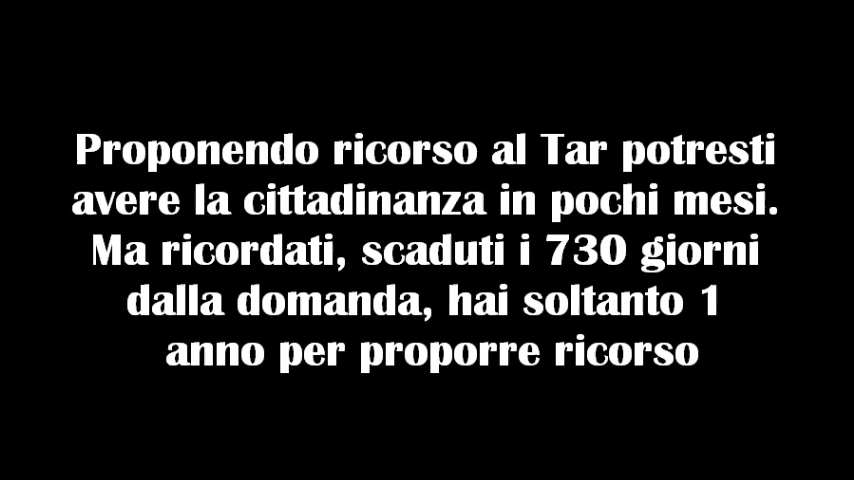 Proponendo ricorso al Tar potresti
avere la cittadinanza in pochi mesi.
Ma ricordati, scaduti i 730 giorni
dalla domanda, hai soltanto 1
anno per proporre ricorso